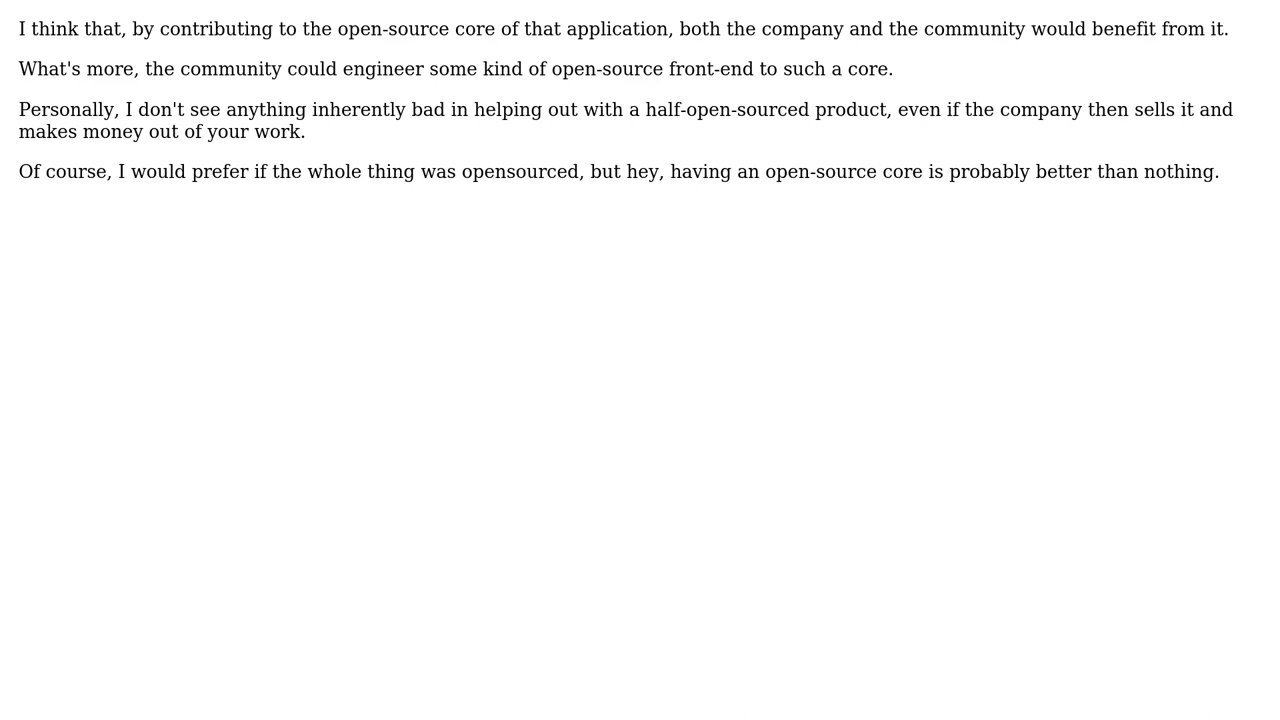 I think that, by contributing to the open-source core of that application, both the company and the community would benefit from it.
What's more, the community could engineer some kind of open-source front-end to such a core.
Personally, I don't see anything inherently bad in helping out with a half-open-sourced product, even if the company then sells it and
makes money out of your work.
Of course, I would prefer if the whole thing was opensourced, but hey, having an open-source core is probably better than nothing.